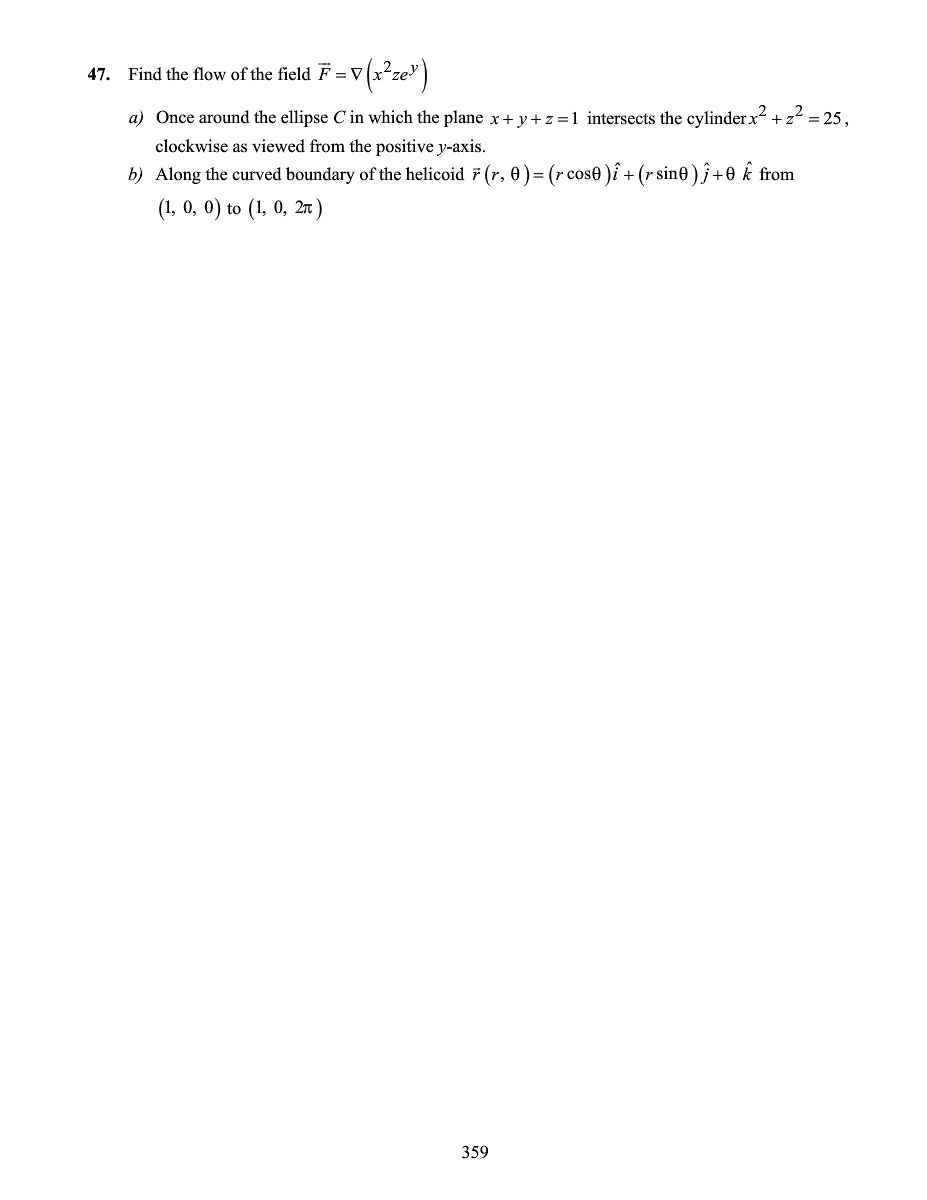 47. Find the flow of the field $\vec{F} = \nabla\left(x^2ze^y\right)$
a) Once around the ellipse C in which the plane $x+y+z=1$ intersects the cylinder $x^2+z^2=25$,
clockwise as viewed from the positive y-axis.
b) Along the curved boundary of the helicoid $\vec{r}(r, \theta) = (r\cos\theta)\hat{i} + (r\sin\theta)\hat{j} + \theta\,\hat{k}$ from
(1, 0, 0) to (1, 0, 2π)
359